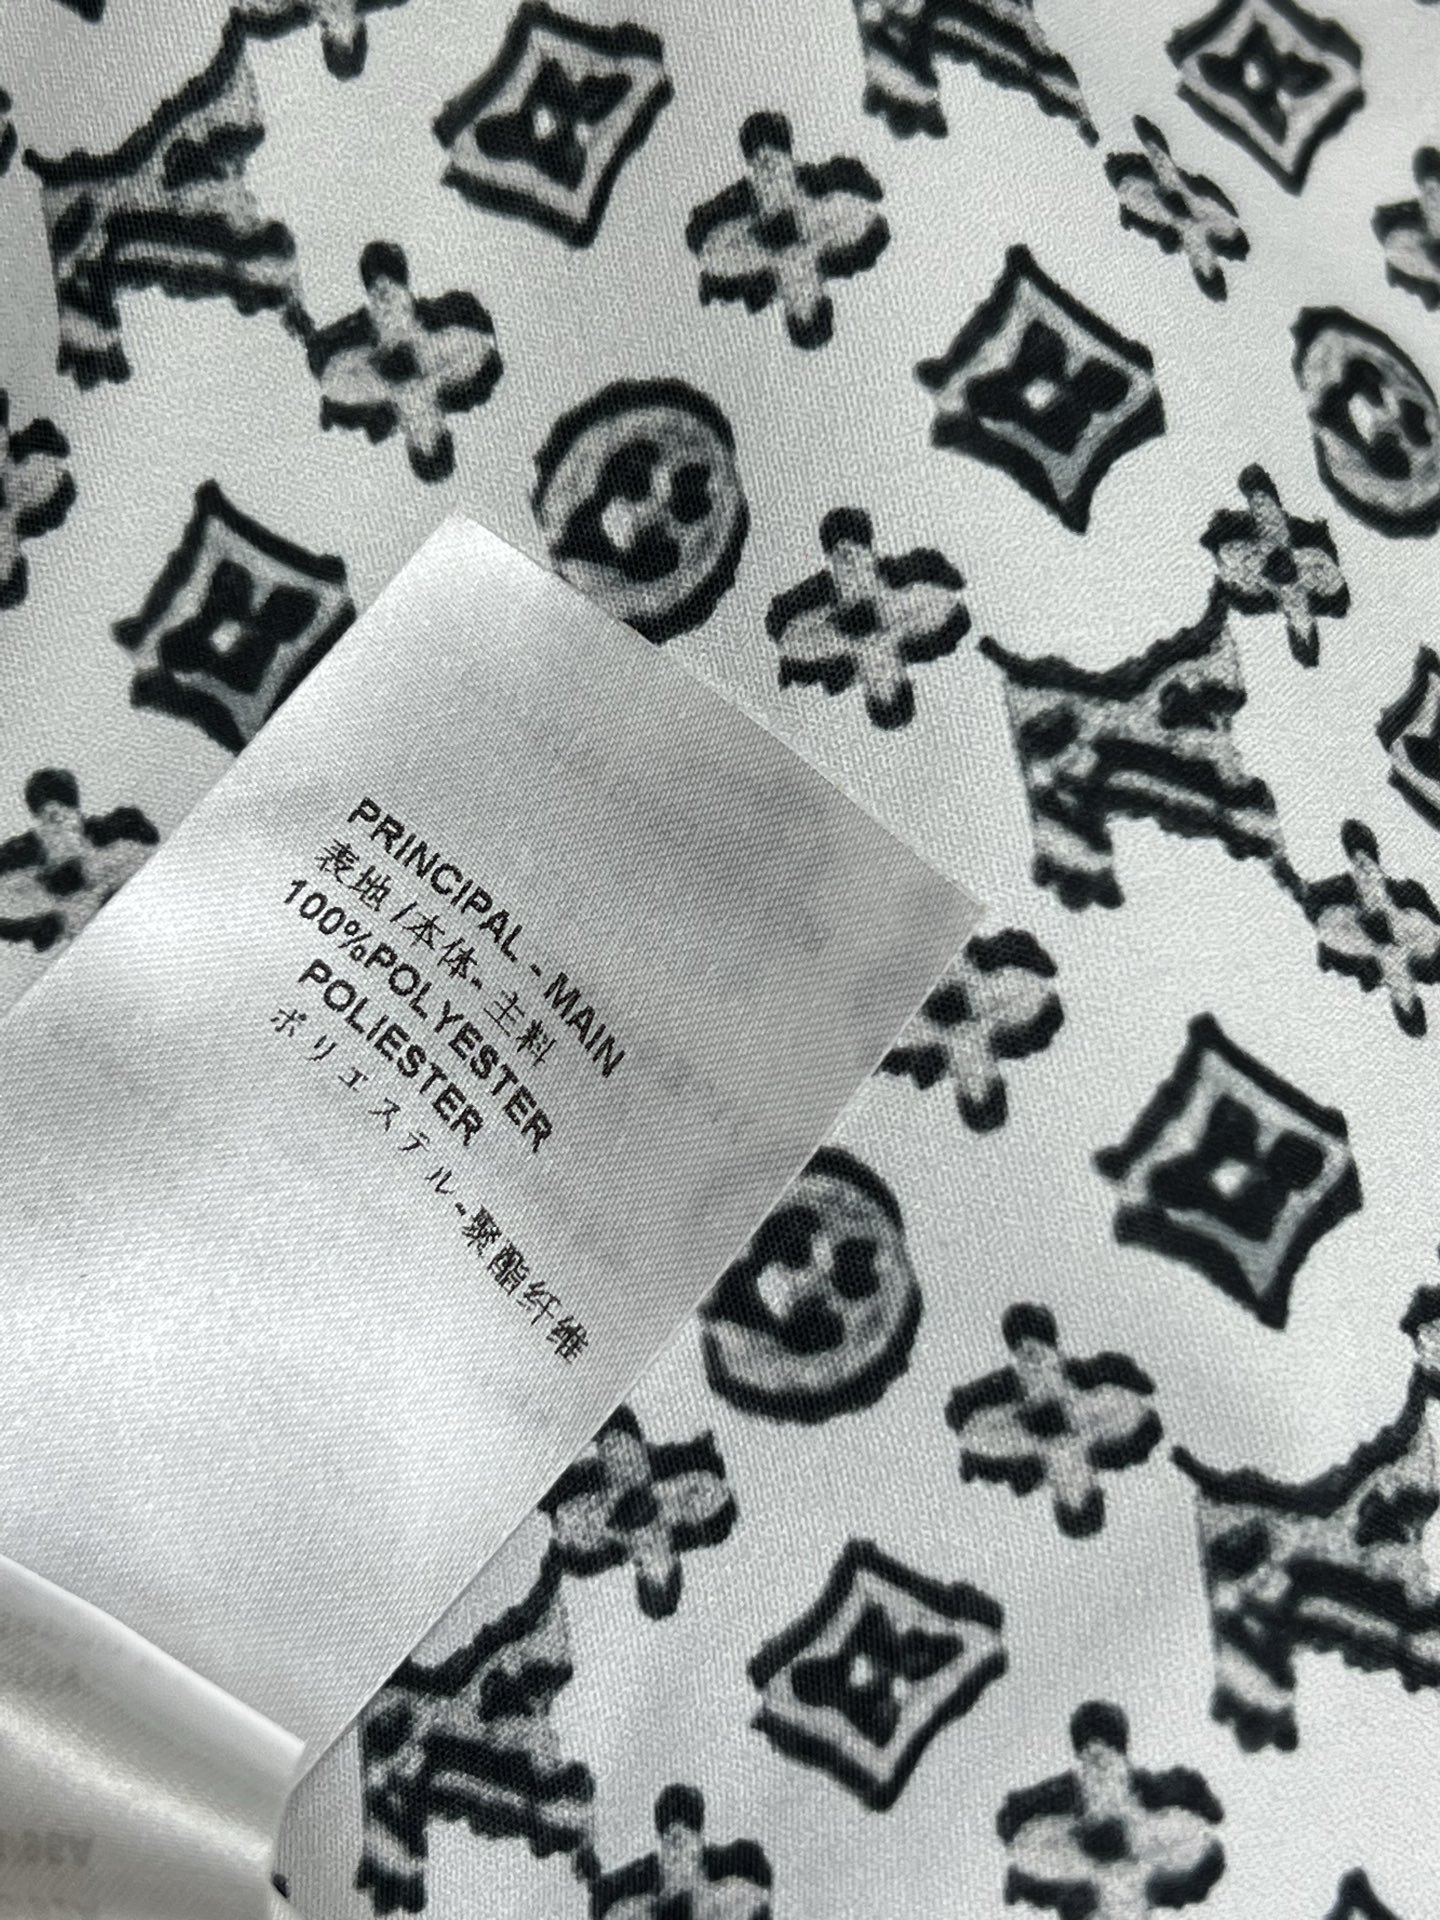 PRINCIPAL - MAIN
表地 /本体- 主料
100%POLYESTER
POLIESTER
ポリエステル-聚酯纤维